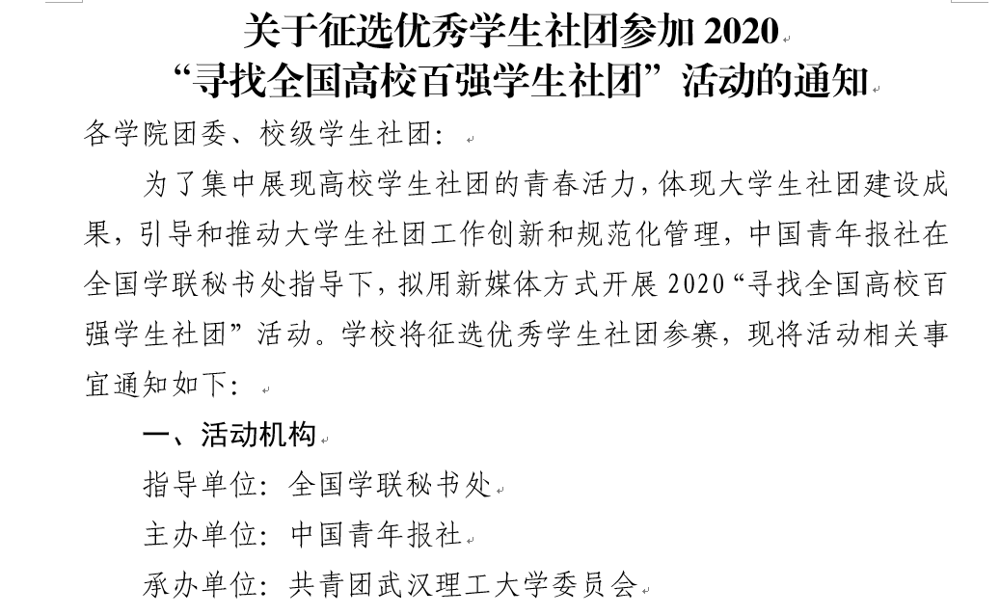 关于征选优秀学生社团参加 2020
“寻找全国高校百强学生社团”活动的通知
各学院团委、校级学生社团：
为了集中展现高校学生社团的青春活力，体现大学生社团建设成
果，引导和推动大学生社团工作创新和规范化管理，中国青年报社在
全国学联秘书处指导下，拟用新媒体方式开展 2020“寻找全国高校百
强学生社团”活动。学校将征选优秀学生社团参赛，现将活动相关事
宜通知如下：
一、活动机构
指导单位：全国学联秘书处
主办单位：中国青年报社
承办单位：共青团武汉理工大学委员会